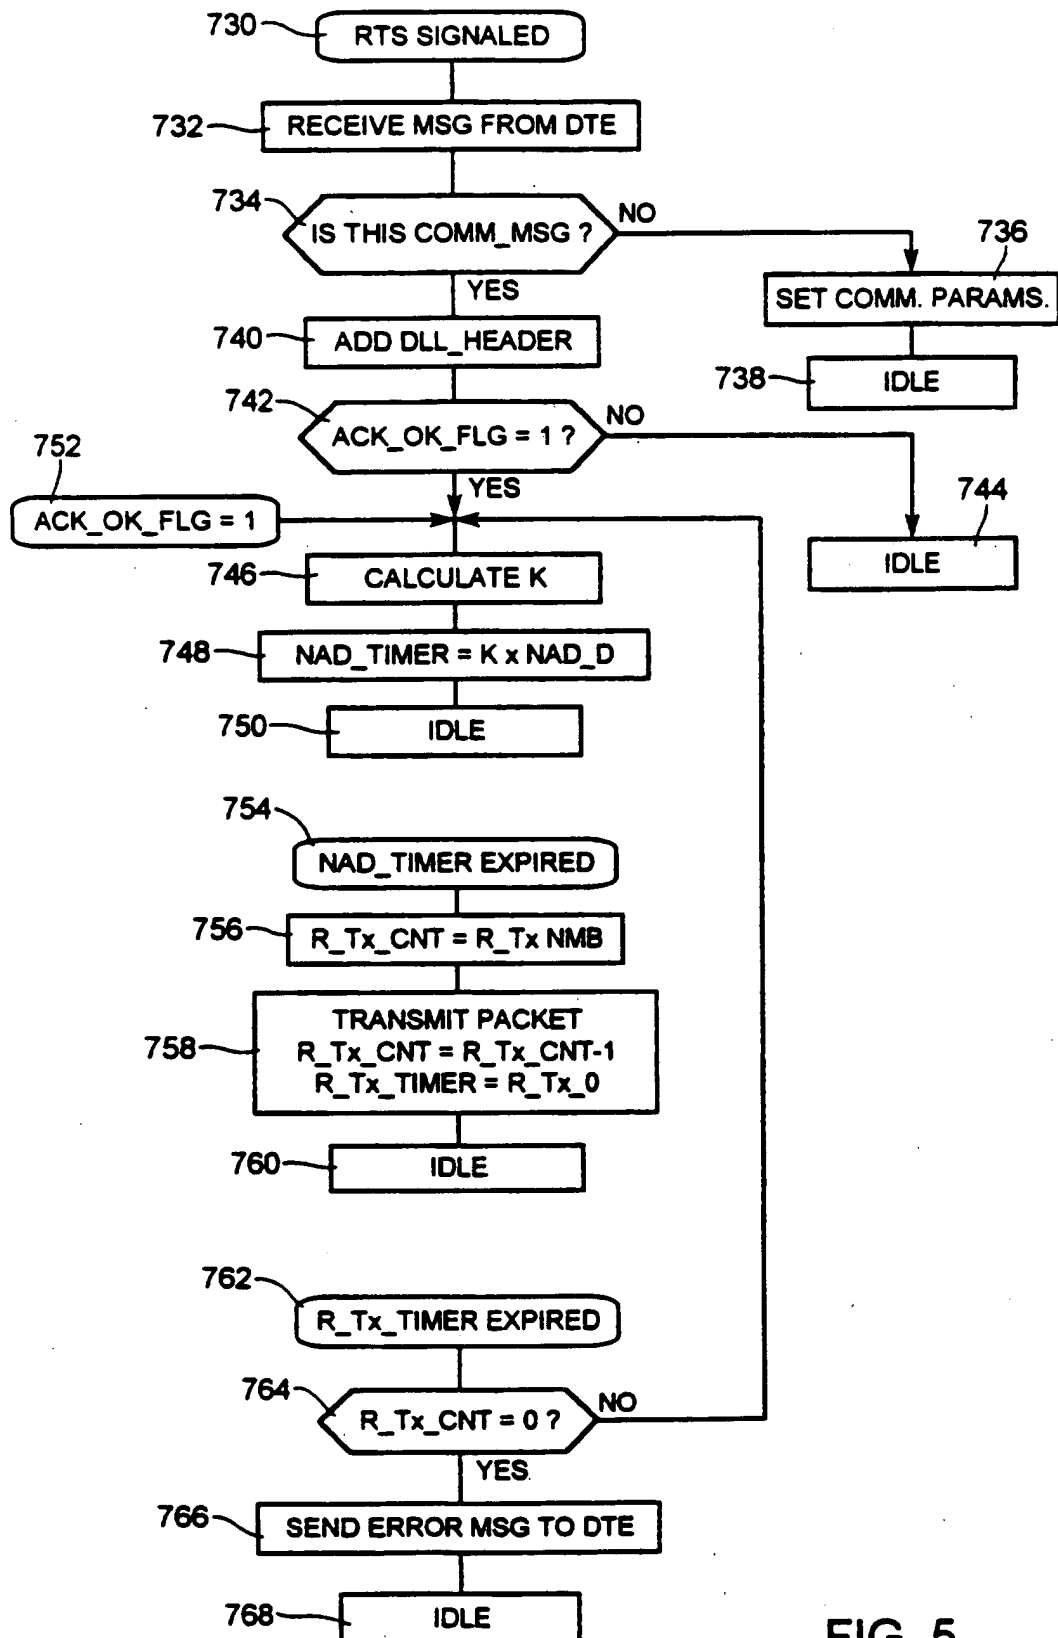 730
RTS SIGNALED
732
RECEIVE MSG FROM DTE
734
IS THIS COMM_MSG ?
NO
736
SET COMM. PARAMS.
YES
740
ADD DLL_HEADER
738
IDLE
742
ACK_OK_FLG = 1 ?
NO
752
ACK_OK_FLG = 1
YES
744
IDLE
746
CALCULATE K
748
NAD_TIMER = K x NAD_D
750
IDLE
754
NAD_TIMER EXPIRED
756
R_Tx_CNT = R_Tx NMB
758
TRANSMIT PACKET
R_Tx_CNT = R_Tx_CNT-1
R_Tx_TIMER = R_Tx_0
760
IDLE
762
R_Tx_TIMER EXPIRED
764
R_Tx_CNT = 0 ?
NO
YES
766
SEND ERROR MSG TO DTE
768
IDLE
FIG. 5